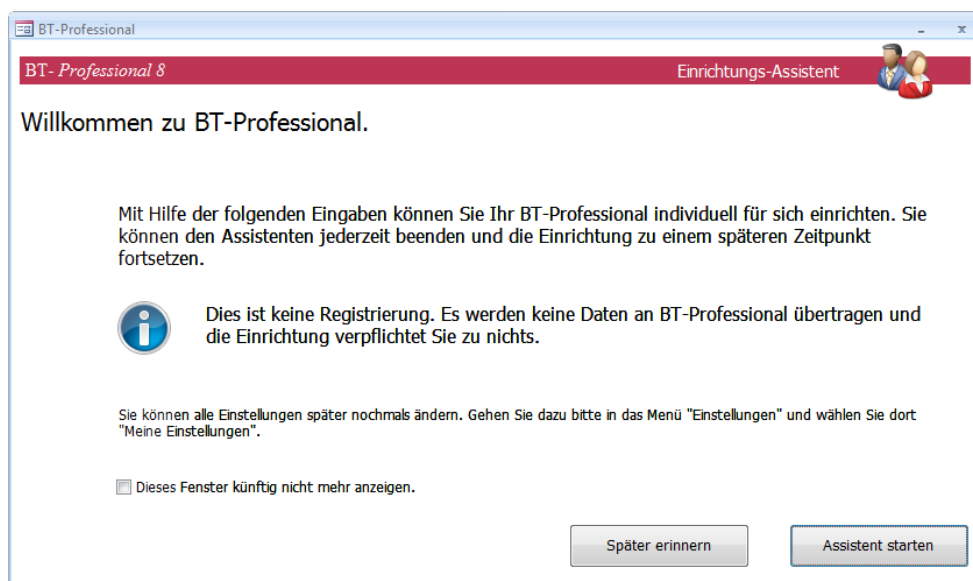 BT-Professional
BT- Professional 8
Einrichtungs-Assistent
Willkommen zu BT-Professional.
Mit Hilfe der folgenden Eingaben können Sie Ihr BT-Professional individuell für sich einrichten. Sie
können den Assistenten jederzeit beenden und die Einrichtung zu einem späteren Zeitpunkt
fortsetzen.
Dies ist keine Registrierung. Es werden keine Daten an BT-Professional übertragen und
die Einrichtung verpflichtet Sie zu nichts.
Sie können alle Einstellungen später nochmals ändern. Gehen Sie dazu bitte in das Menü "Einstellungen" und wählen Sie dort
"Meine Einstellungen".
Dieses Fenster künftig nicht mehr anzeigen.
Später erinnern
Assistent starten